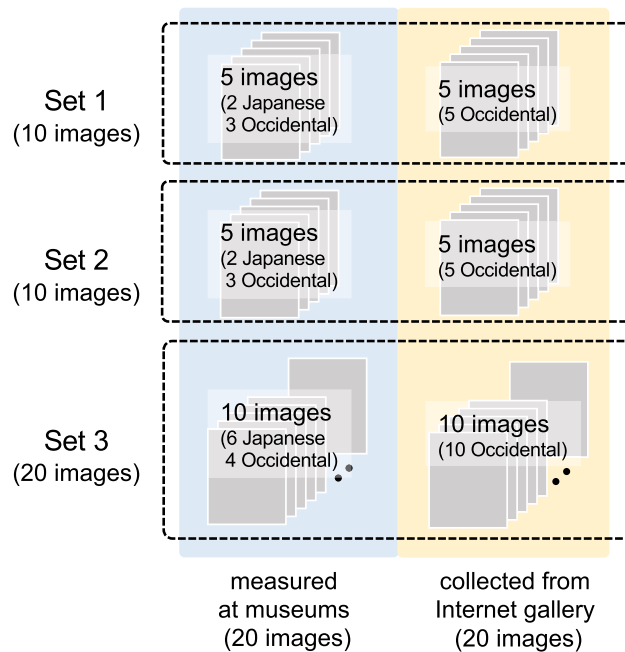 Set 1
(10 images)
5 images
(2 Japanese
3 Occidental)
5 images
(5 Occidental)
Set 2
(10 images)
5 images
(2 Japanese
3 Occidental)
5 images
(5 Occidental)
Set 3
(20 images)
10 images
(6 Japanese
4 Occidental)
10 images
(10 Occidental)
measured
at museums
(20 images)
collected from
Internet gallery
(20 images)